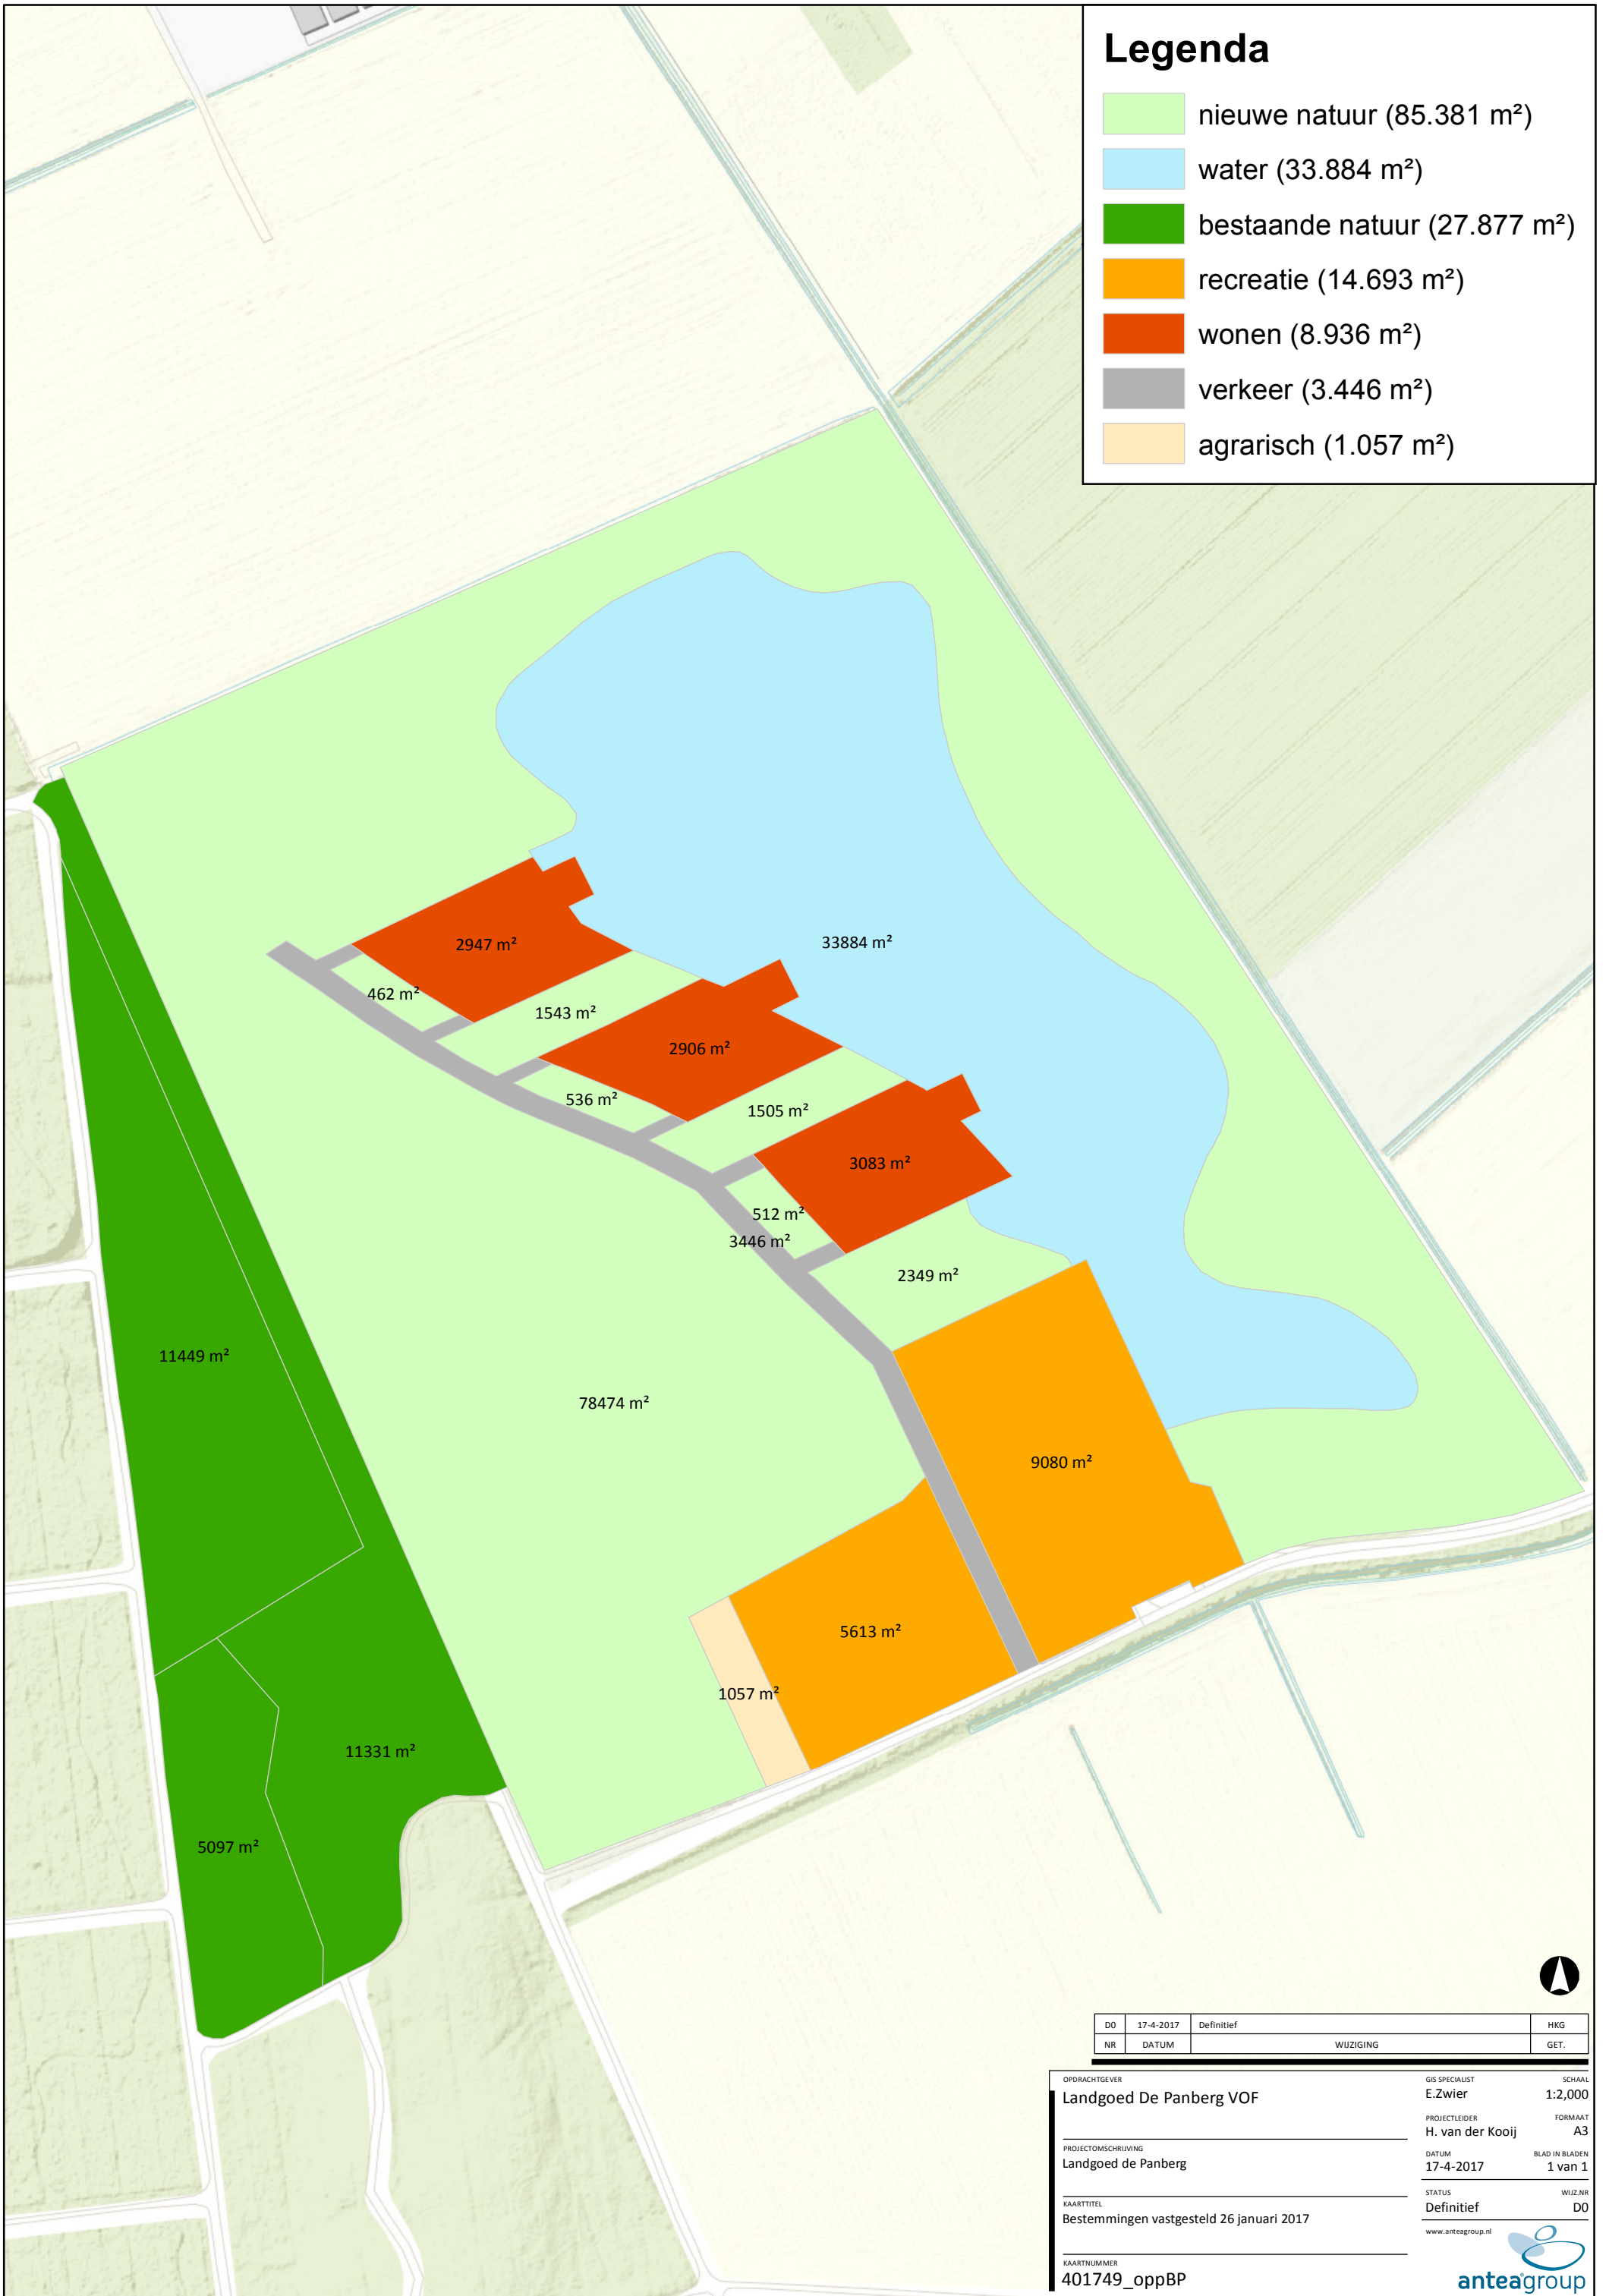 Legenda
nieuwe natuur (85.381 m²)
water (33.884 m²)
bestaande natuur (27.877 m²)
recreatie (14.693 m²)
wonen (8.936 m²)
verkeer (3.446 m²)
agrarisch (1.057 m²)
2947 m²
33884 m²
462 m²
1543 m²
2906 m²
536 m²
1505 m²
3083 m²
512 m²
3446 m²
2349 m²
11449 m²
78474 m²
9080 m²
5613 m²
1057 m²
11331 m²
5097 m²
D0 17-4-2017 Definitief HKG
NR DATUM WIJZIGING GET.
OPDRACHTGEVER
Landgoed De Panberg VOF
PROJECTOMSCHRIJVING
Landgoed de Panberg
KAARTTITEL
Bestemmingen vastgesteld 26 januari 2017
KAARTNUMMER
401749_oppBP
GIS SPECIALIST SCHAAL
E.Zwier 1:2,000
PROJECTLEIDER FORMAAT
H. van der Kooij A3
DATUM BLAD IN BLADEN
17-4-2017 1 van 1
STATUS WIJZ.NR
Definitief D0
www.anteagroup.nl
anteagroup